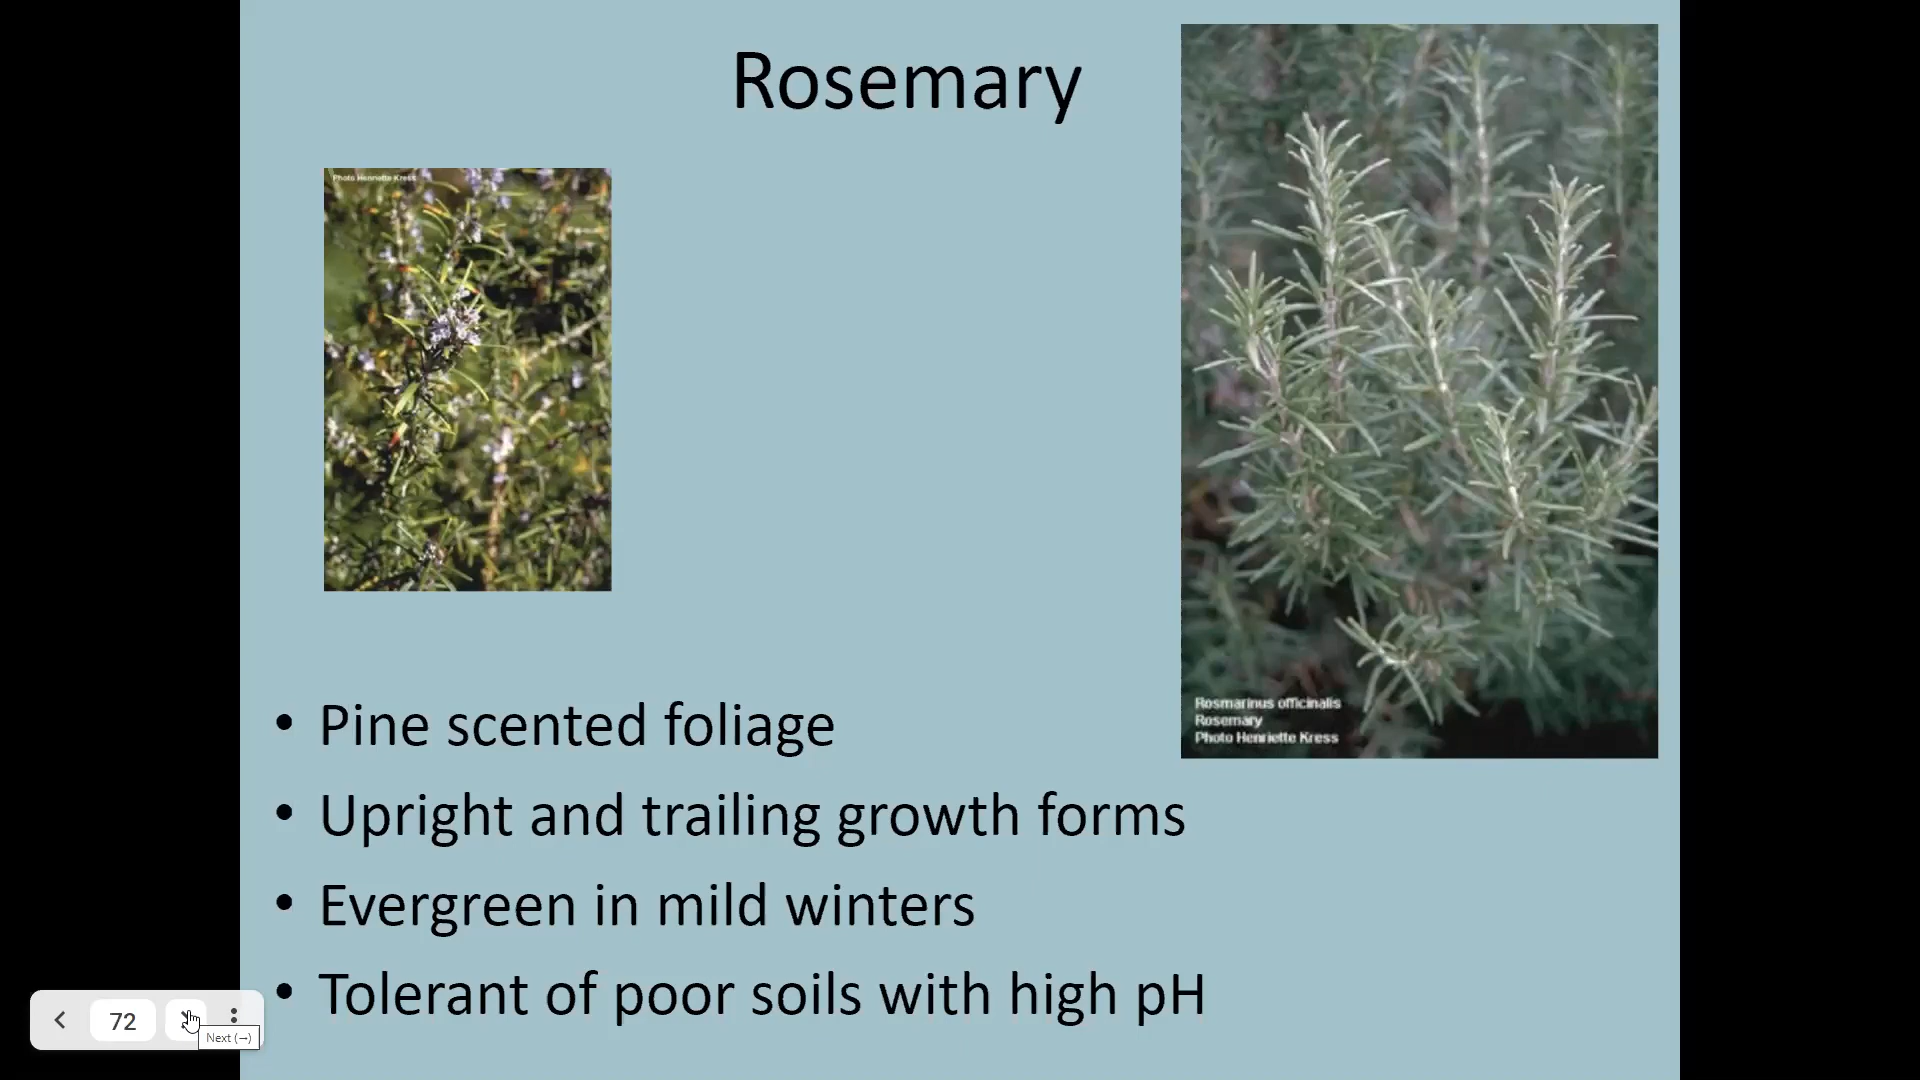 Rosemary
Photo Henriette Kress
Rosmarinus officinalis
Rosemary
Photo Henriette Kress
• Pine scented foliage
• Upright and trailing growth forms
• Evergreen in mild winters
• Tolerant of poor soils with high pH
72
Next (→)